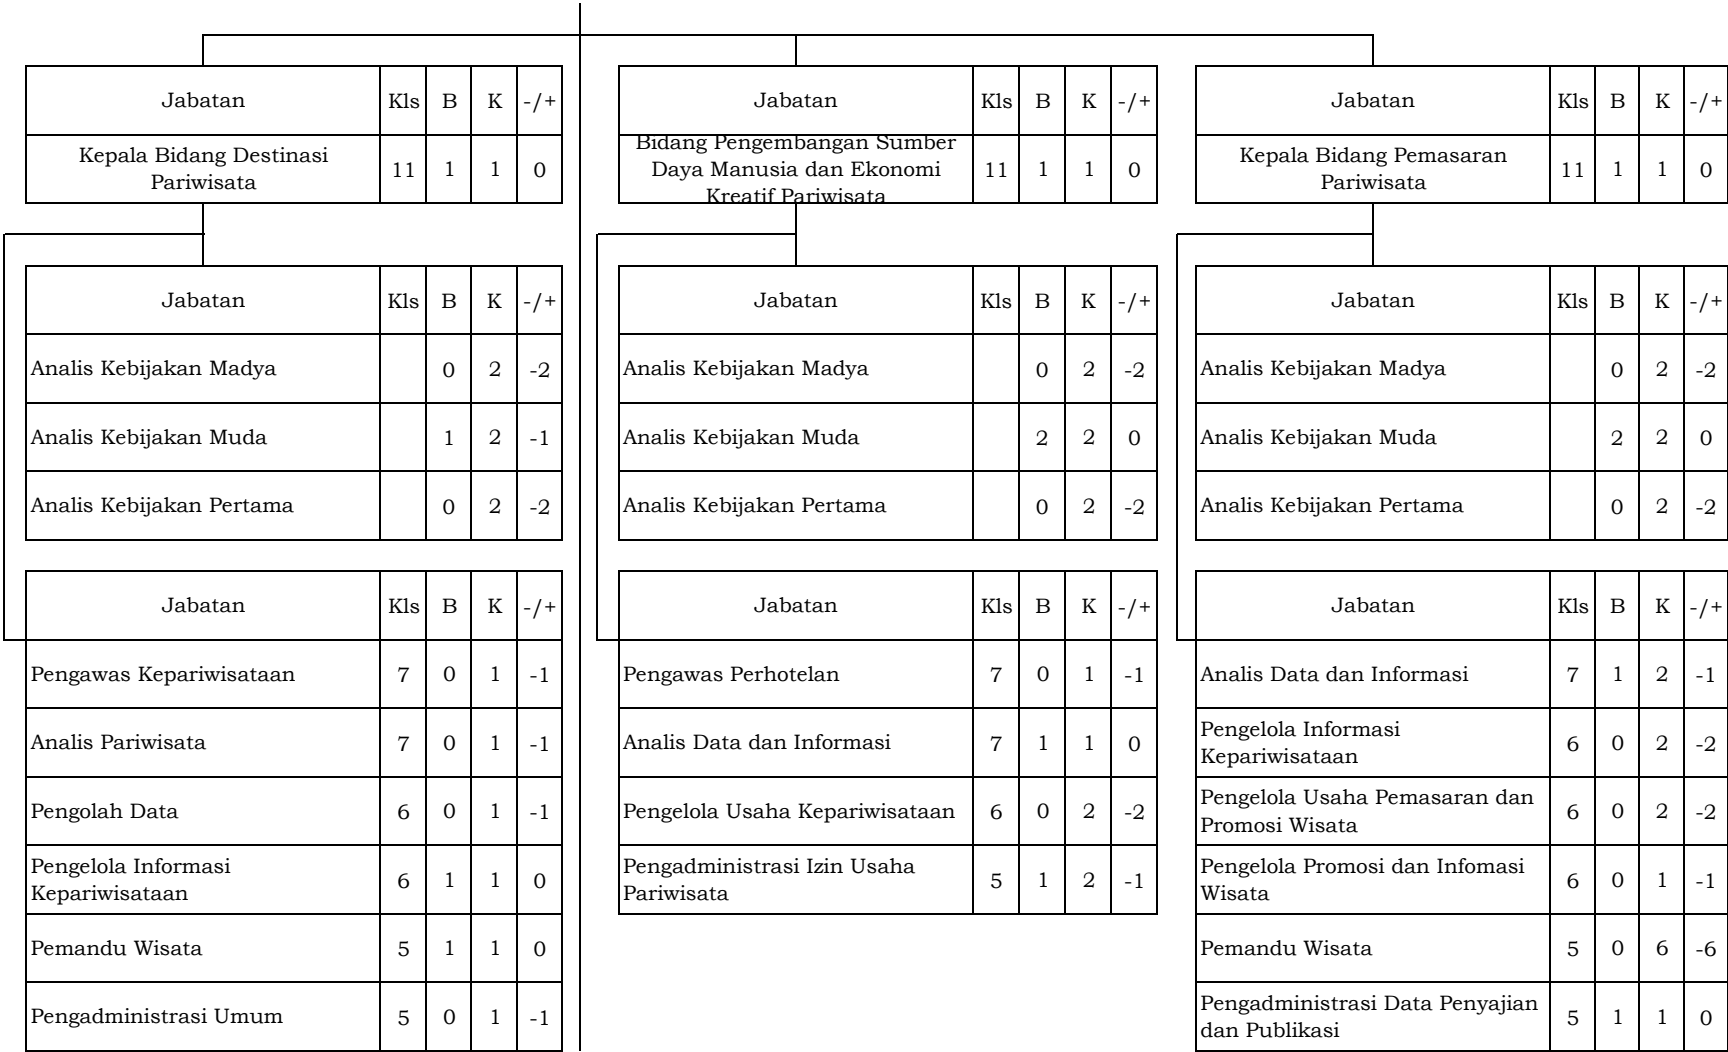 Jabatan Kls B K -/+
Kepala Bidang Destinasi
Pariwisata 11 1 1 0
Jabatan Kls B K -/+
Analis Kebijakan Madya 0 2 -2
Analis Kebijakan Muda 1 2 -1
Analis Kebijakan Pertama 0 2 -2
Jabatan Kls B K -/+
Pengawas Kepariwisataan 7 0 1 -1
Analis Pariwisata 7 0 1 -1
Pengolah Data 6 0 1 -1
Pengelola Informasi
Kepariwisataan 6 1 1 0
Pemandu Wisata 5 1 1 0
Pengadministrasi Umum 5 0 1 -1
Jabatan Kls B K -/+
Bidang Pengembangan Sumber
Daya Manusia dan Ekonomi 11 1 1 0
Kreatif Pariwisata
Jabatan Kls B K -/+
Analis Kebijakan Madya 0 2 -2
Analis Kebijakan Muda 2 2 0
Analis Kebijakan Pertama 0 2 -2
Jabatan Kls B K -/+
Pengawas Perhotelan 7 0 1 -1
Analis Data dan Informasi 7 1 1 0
Pengelola Usaha Kepariwisataan 6 0 2 -2
Pengadministrasi Izin Usaha
Pariwisata 5 1 2 -1
Jabatan Kls B K -/+
Kepala Bidang Pemasaran
Pariwisata 11 1 1 0
Jabatan Kls B K -/+
Analis Kebijakan Madya 0 2 -2
Analis Kebijakan Muda 2 2 0
Analis Kebijakan Pertama 0 2 -2
Jabatan Kls B K -/+
Analis Data dan Informasi 7 1 2 -1
Pengelola Informasi
Kepariwisataan 6 0 2 -2
Pengelola Usaha Pemasaran dan
Promosi Wisata 6 0 2 -2
Pengelola Promosi dan Infomasi
Wisata 6 0 1 -1
Pemandu Wisata 5 0 6 -6
Pengadministrasi Data Penyajian
dan Publikasi 5 1 1 0